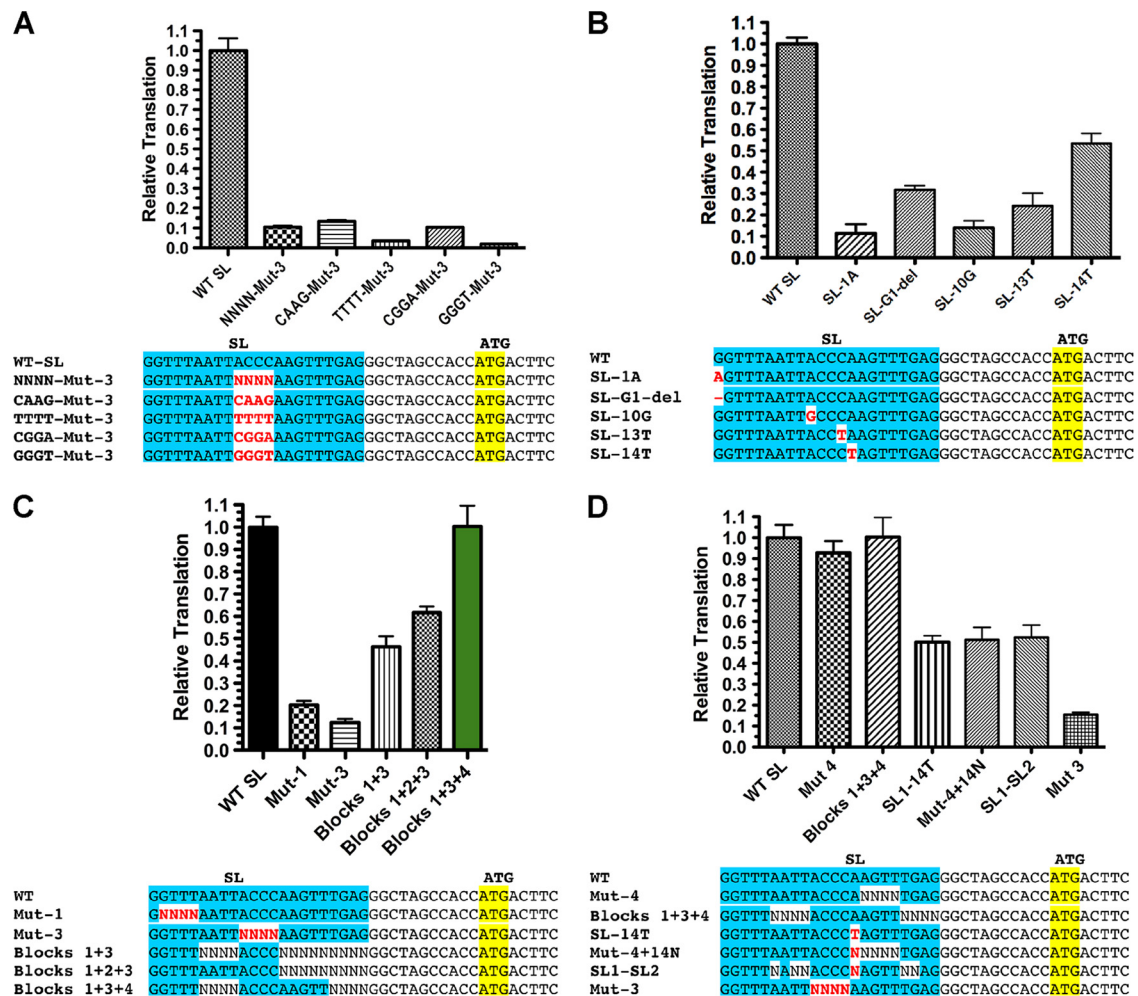 A
Relative Translation
1.1
1.0
0.9
0.8
0.7
0.6
0.5
0.4
0.3
0.2
0.1
0.0
WT SL
NNNN-Mut-3
CAAG-Mut-3
TTTT-Mut-3
CGGA-Mut-3
GGGT-Mut-3
SL ATG
WT-SL GGTTTAATTACCCAAGTTTGAGGGCTAGCCACCATGACTTC
NNNN-Mut-3 GGTTTAATTNNNNAAGTTTGAGGGCTAGCCACCATGACTTC
CAAG-Mut-3 GGTTTAATTCAAGAAGTTTGAGGGCTAGCCACCATGACTTC
TTTT-Mut-3 GGTTTAATTTTTTAAGTTTGAGGGCTAGCCACCATGACTTC
CGGA-Mut-3 GGTTTAATTCGGAAAGTTTGAGGGCTAGCCACCATGACTTC
GGGT-Mut-3 GGTTTAATTGGGTAAGTTTGAGGGCTAGCCACCATGACTTC
B
Relative Translation
1.1
1.0
0.9
0.8
0.7
0.6
0.5
0.4
0.3
0.2
0.1
0.0
WT SL
SL-1A
SL-G1-del
SL-10G
SL-13T
SL-14T
SL ATG
WT GGTTTAATTACCCAAGTTTGAGGGCTAGCCACCATGACTTC
SL-1A AGTTTAATTACCCAAGTTTGAGGGCTAGCCACCATGACTTC
SL-G1-del -GTTTAATTACCCAAGTTTGAGGGCTAGCCACCATGACTTC
SL-10G GGTTTAATTGCCCAAGTTTGAGGGCTAGCCACCATGACTTC
SL-13T GGTTTAATTACCTAAGTTTGAGGGCTAGCCACCATGACTTC
SL-14T GGTTTAATTACCCTAGTTTGAGGGCTAGCCACCATGACTTC
C
Relative Translation
1.1
1.0
0.9
0.8
0.7
0.6
0.5
0.4
0.3
0.2
0.1
0.0
WT SL
Mut-1
Mut-3
Blocks 1+3
Blocks 1+2+3
Blocks 1+3+4
SL ATG
WT GGTTTAATTACCCAAGTTTGAGGGCTAGCCACCATGACTTC
Mut-1 GNNNNAATTACCCAAGTTTGAGGGCTAGCCACCATGACTTC
Mut-3 GGTTTAATTNNNNAAGTTTGAGGGCTAGCCACCATGACTTC
Blocks 1+3 GGTTTNNNNACCCNNNNNNNNNGGCTAGCCACCATGACTTC
Blocks 1+2+3 GGTTTAATTACCCNNNNNNNNNGGCTAGCCACCATGACTTC
Blocks 1+3+4 GGTTTNNNNACCCAAGTTNNNNGGCTAGCCACCATGACTTC
D
Relative Translation
1.1
1.0
0.9
0.8
0.7
0.6
0.5
0.4
0.3
0.2
0.1
0.0
WT SL
Mut 4
Blocks 1+3+4
SL1-14T
Mut-4+14N
SL1-SL2
Mut 3
SL ATG
WT GGTTTAATTACCCAAGTTTGAGGGCTAGCCACCATGACTTC
Mut-4 GGTTTAATTACCCANNNNTGAGGGCTAGCCACCATGACTTC
Blocks 1+3+4 GGTTTNNNNACCCAAGTTNNNNGGCTAGCCACCATGACTTC
SL-14T GGTTTAATTACCCTAGTTTGAGGGCTAGCCACCATGACTTC
Mut-4+14N GGTTTAATTACCCNNNNNTGAGGGCTAGCCACCATGACTTC
SL1-SL2 GGTTTNANNACCCNAGTTNNAGGGCTAGCCACCATGACTTC
Mut-3 GGTTTAATTNNNNAAGTTTGAGGGCTAGCCACCATGACTTC